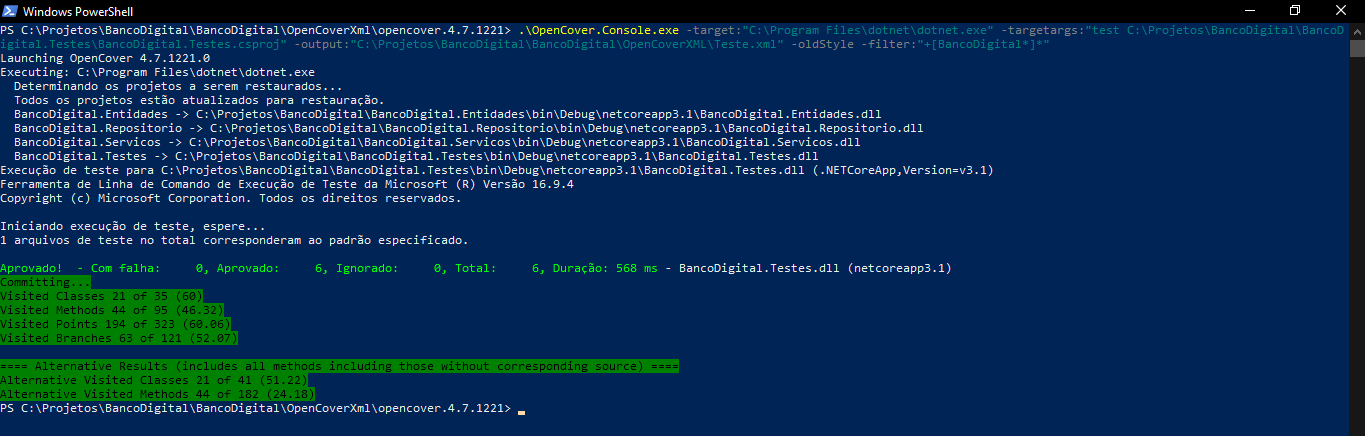 Windows PowerShell
PS C:\Projetos\BancoDigital\BancoDigital\OpenCoverXml\opencover.4.7.1221> .\OpenCover.Console.exe -target:"C:\Program Files\dotnet\dotnet.exe" -targetargs:"test C:\Projetos\BancoDigital\BancoD
igital.Testes\BancoDigital.Testes.csproj" -output:"C:\Projetos\BancoDigital\BancoDigital\OpenCoverXML\Teste.xml" -oldStyle -filter:"+[BancoDigital*]*"
Launching OpenCover 4.7.1221.0
Executing: C:\Program Files\dotnet\dotnet.exe
  Determinando os projetos a serem restaurados...
  Todos os projetos estão atualizados para restauração.
  BancoDigital.Entidades -> C:\Projetos\BancoDigital\BancoDigital.Entidades\bin\Debug\netcoreapp3.1\BancoDigital.Entidades.dll
  BancoDigital.Repositorio -> C:\Projetos\BancoDigital\BancoDigital.Repositorio\bin\Debug\netcoreapp3.1\BancoDigital.Repositorio.dll
  BancoDigital.Servicos -> C:\Projetos\BancoDigital\BancoDigital.Servicos\bin\Debug\netcoreapp3.1\BancoDigital.Servicos.dll
  BancoDigital.Testes -> C:\Projetos\BancoDigital\BancoDigital.Testes\bin\Debug\netcoreapp3.1\BancoDigital.Testes.dll
Execução de teste para C:\Projetos\BancoDigital\BancoDigital.Testes\bin\Debug\netcoreapp3.1\BancoDigital.Testes.dll (.NETCoreApp,Version=v3.1)
Ferramenta de Linha de Comando de Execução de Teste da Microsoft (R) Versão 16.9.4
Copyright (c) Microsoft Corporation. Todos os direitos reservados.

Iniciando execução de teste, espere...
1 arquivos de teste no total corresponderam ao padrão especificado.

Aprovado!  - Com falha:     0, Aprovado:     6, Ignorado:     0, Total:     6, Duração: 568 ms - BancoDigital.Testes.dll (netcoreapp3.1)
Committing...
Visited Classes 21 of 35 (60)
Visited Methods 44 of 95 (46.32)
Visited Points 194 of 323 (60.06)
Visited Branches 63 of 121 (52.07)

==== Alternative Results (includes all methods including those without corresponding source) ====
Alternative Visited Classes 21 of 41 (51.22)
Alternative Visited Methods 44 of 182 (24.18)
PS C:\Projetos\BancoDigital\BancoDigital\OpenCoverXml\opencover.4.7.1221>